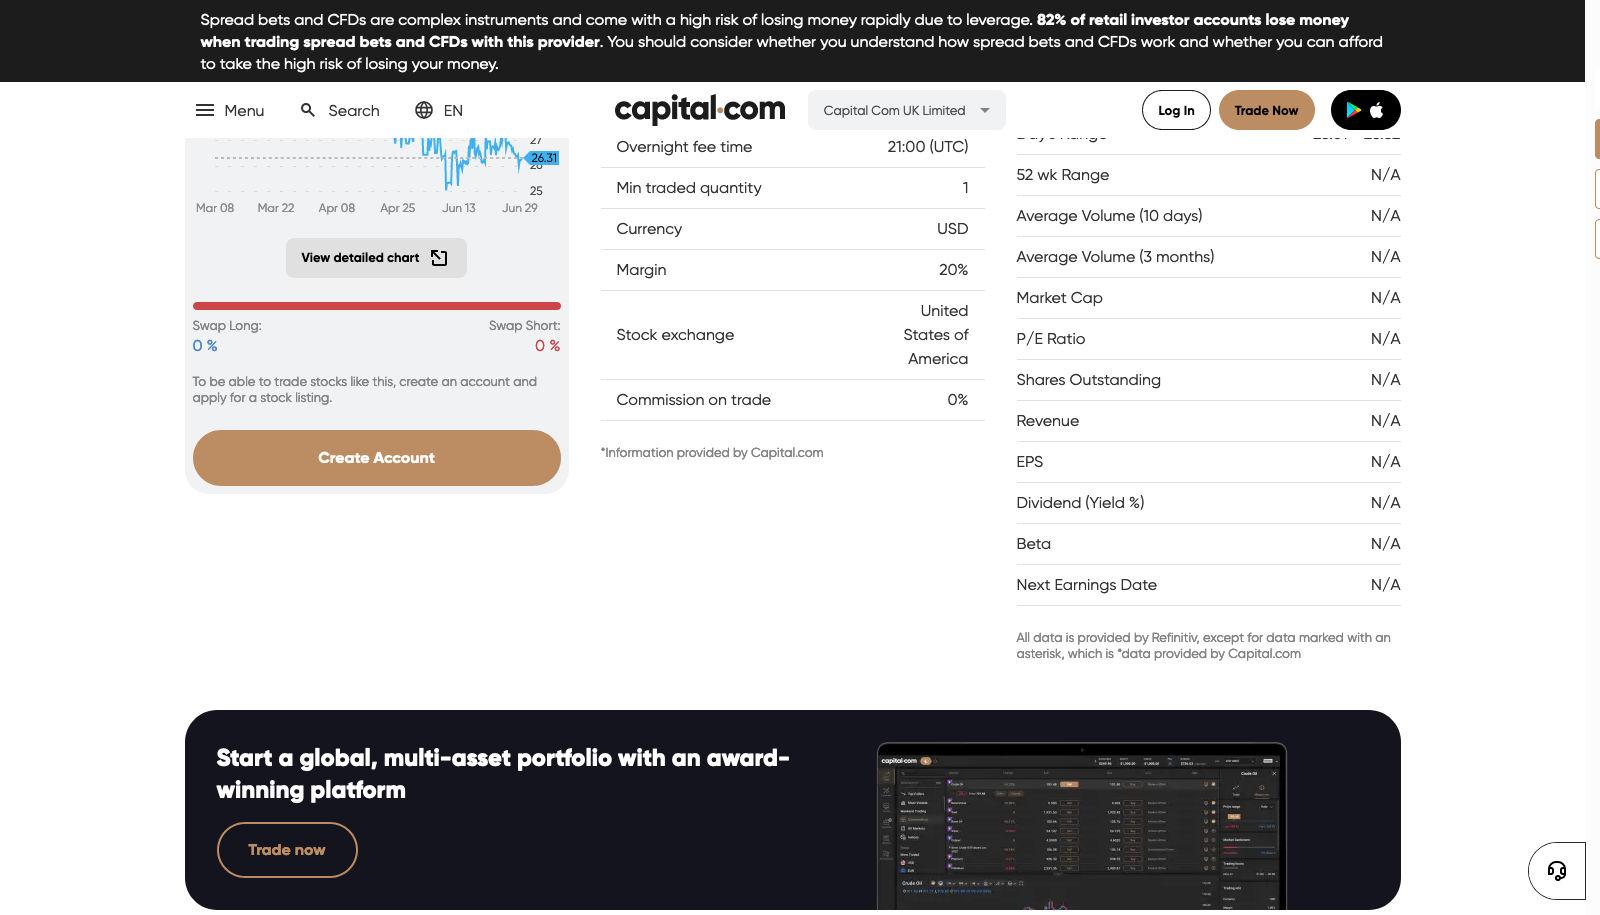 Spread bets and CFDs are complex instruments and come with a high risk of losing money rapidly due to leverage. 82% of retail investor accounts lose money
when trading spread bets and CFDs with this provider. You should consider whether you understand how spread bets and CFDs work and whether you can afford
to take the high risk of losing your money.
Menu
Search
EN
capital.com
Capital Com UK Limited
Log In
Trade Now
27
26.31
26
25
Mar 08 Mar 22 Apr 08 Apr 25 Jun 13 Jun 29
View detailed chart
Swap Long: Swap Short:
0 % 0 %
To be able to trade stocks like this, create an account and
apply for a stock listing.
Create Account
Overnight fee time 21:00 (UTC)
Min traded quantity 1
Currency USD
Margin 20%
Stock exchange United
States of
America
Commission on trade 0%
*Information provided by Capital.com
52 wk Range N/A
Average Volume (10 days) N/A
Average Volume (3 months) N/A
Market Cap N/A
P/E Ratio N/A
Shares Outstanding N/A
Revenue N/A
EPS N/A
Dividend (Yield %) N/A
Beta N/A
Next Earnings Date N/A
All data is provided by Refinitiv, except for data marked with an
asterisk, which is *data provided by Capital.com
Start a global, multi-asset portfolio with an award-
winning platform
Trade now
capital.com
Crude Oil
Crude Oil